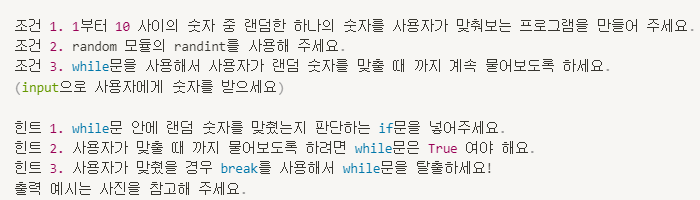 조건 1. 1부터 10 사이의 숫자 중 랜덤한 하나의 숫자를 사용자가 맞춰보는 프로그램을 만들어 주세요.
조건 2. random 모듈의 randint를 사용해 주세요.
조건 3. while문을 사용해서 사용자가 랜덤 숫자를 맞출 때 까지 계속 물어보도록 하세요.
(input으로 사용자에게 숫자를 받으세요)
힌트 1. while문 안에 랜덤 숫자를 맞췄는지 판단하는 if문을 넣어주세요.
힌트 2. 사용자가 맞출 때 까지 물어보도록 하려면 while문은 True 여야 해요.
힌트 3. 사용자가 맞췄을 경우 break를 사용해서 while문을 탈출하세요!
출력 예시는 사진을 참고해 주세요.